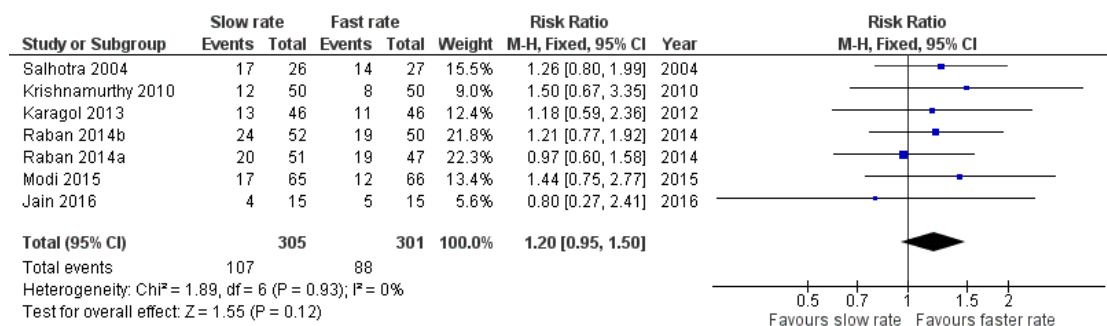 Slow rate Fast rate Risk Ratio Risk Ratio
Study or Subgroup Events Total Events Total Weight M-H, Fixed, 95% CI Year M-H, Fixed, 95% CI
Salhotra 2004 17 26 14 27 15.5% 1.26 [0.80, 1.99] 2004
Krishnamurthy 2010 12 50 8 50 9.0% 1.50 [0.67, 3.35] 2010
Karagol 2013 13 46 11 46 12.4% 1.18 [0.59, 2.36] 2012
Raban 2014b 24 52 19 50 21.8% 1.21 [0.77, 1.92] 2014
Raban 2014a 20 51 19 47 22.3% 0.97 [0.60, 1.58] 2014
Modi 2015 17 65 12 66 13.4% 1.44 [0.75, 2.77] 2015
Jain 2016 4 15 5 15 5.6% 0.80 [0.27, 2.41] 2016
Total (95% CI) 305 301 100.0% 1.20 [0.95, 1.50]
Total events 107 88
Heterogeneity: Chi² = 1.89, df = 6 (P = 0.93); I² = 0%
Test for overall effect: Z = 1.55 (P = 0.12)
0.5 0.7 1 1.5 2
Favours slow rate Favours faster rate